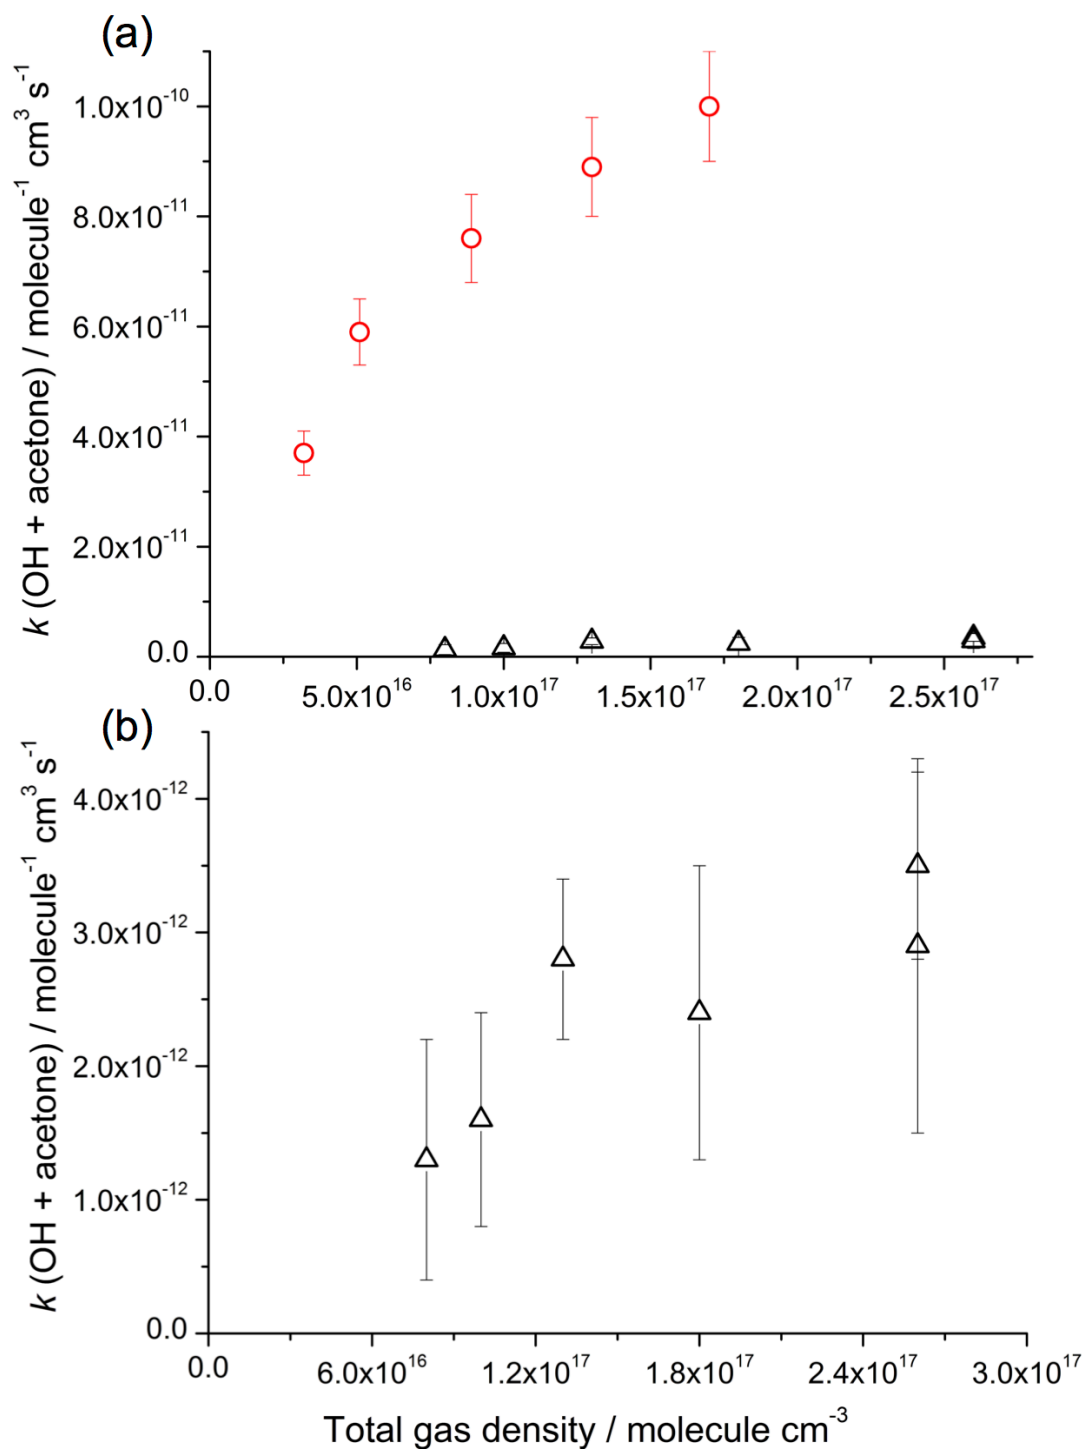 (a)
k (OH + acetone) / molecule⁻¹ cm³ s⁻¹
1.0x10⁻¹⁰
8.0x10⁻¹¹
6.0x10⁻¹¹
4.0x10⁻¹¹
2.0x10⁻¹¹
0.0
0.0 5.0x10¹⁶ 1.0x10¹⁷ 1.5x10¹⁷ 2.0x10¹⁷ 2.5x10¹⁷
(b)
k (OH + acetone) / molecule⁻¹ cm³ s⁻¹
4.0x10⁻¹²
3.0x10⁻¹²
2.0x10⁻¹²
1.0x10⁻¹²
0.0
0.0 6.0x10¹⁶ 1.2x10¹⁷ 1.8x10¹⁷ 2.4x10¹⁷ 3.0x10¹⁷
Total gas density / molecule cm⁻³